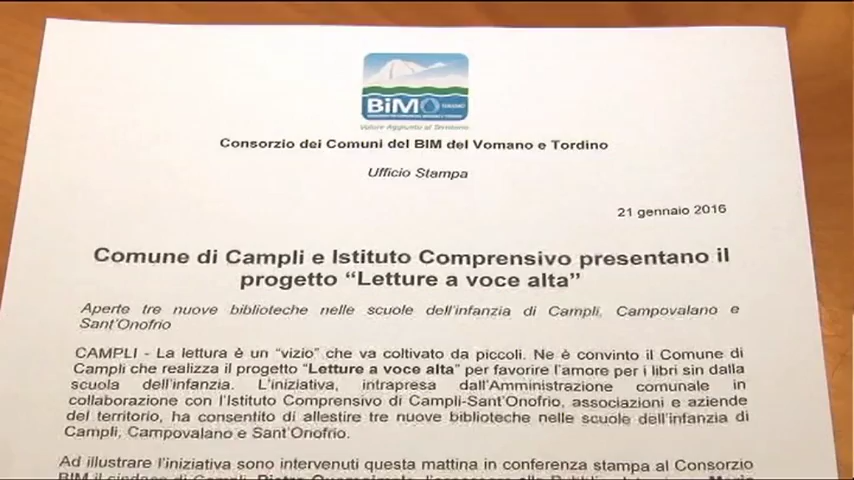 BiM
Valore Aggiunto al Territorio
Consorzio dei Comuni del BIM del Vomano e Tordino
Ufficio Stampa
21 gennaio 2016
Comune di Campli e Istituto Comprensivo presentano il
progetto “Letture a voce alta”
Aperte tre nuove biblioteche nelle scuole dell’infanzia di Campli, Campovalano e
Sant’Onofrio
CAMPLI - La lettura è un “vizio” che va coltivato da piccoli. Ne è convinto il Comune di
Campli che realizza il progetto “Letture a voce alta” per favorire l’amore per i libri sin dalla
scuola dell’infanzia. L’iniziativa, intrapresa dall’Amministrazione comunale in
collaborazione con l’Istituto Comprensivo di Campli-Sant’Onofrio, associazioni e aziende
del territorio, ha consentito di allestire tre nuove biblioteche nelle scuole dell’infanzia di
Campli, Campovalano e Sant’Onofrio.
Ad illustrare l’iniziativa sono intervenuti questa mattina in conferenza stampa al Consorzio
BIM il sindaco di Campli